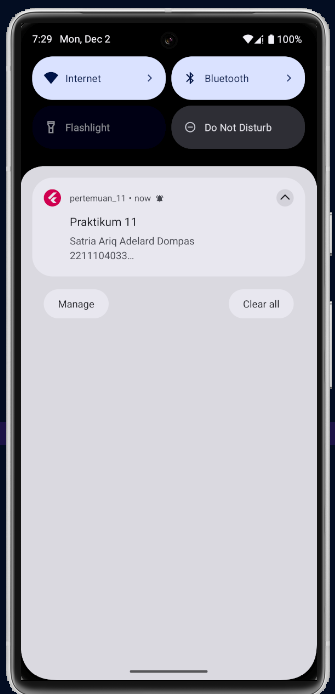 7:29 Mon, Dec 2 100%
Internet Bluetooth
Flashlight Do Not Disturb
pertemuan_11 • now
Praktikum 11
Satria Ariq Adelard Dompas
2211104033...
Manage Clear all